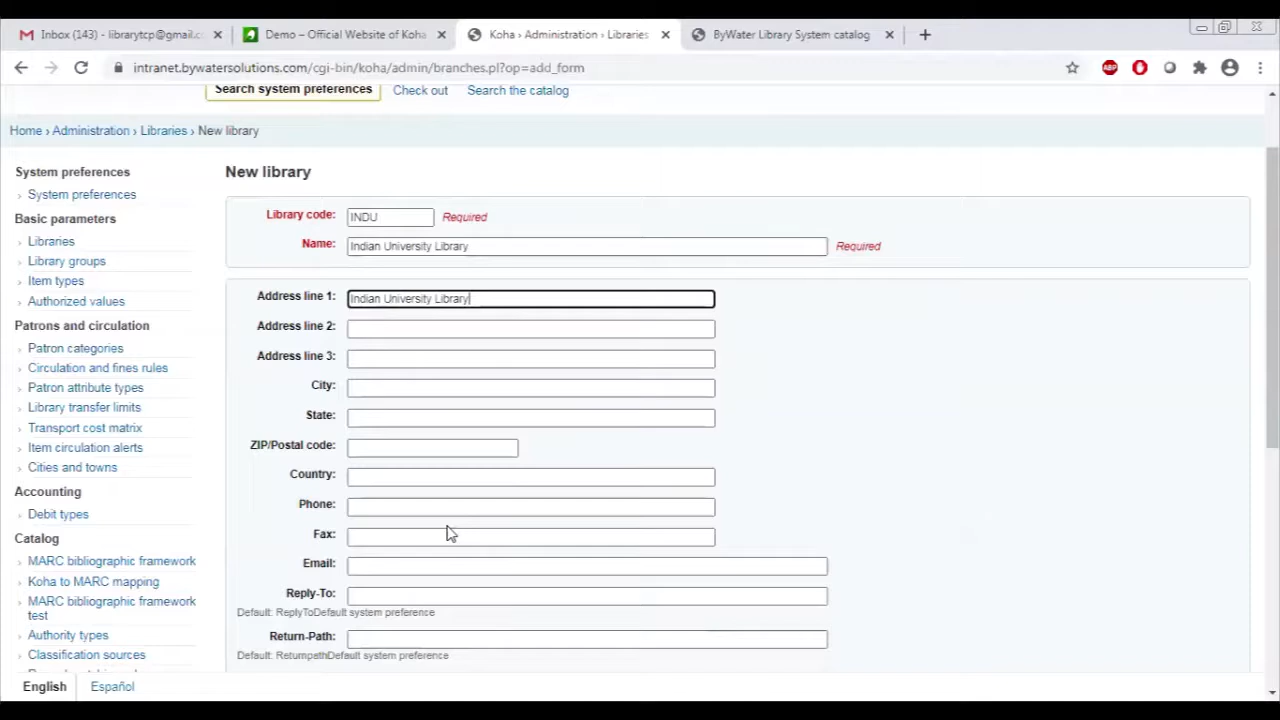 Inbox (143) - librarytcp@gmail.c
Demo – Official Website of Koha
Koha › Administration › Libraries
ByWater Library System catalog
intranet.bywatersolutions.com/cgi-bin/koha/admin/branches.pl?op=add_form
ABP
Search system preferences
Check out
Search the catalog
Home › Administration › Libraries › New library
System preferences
› System preferences
Basic parameters
› Libraries
› Library groups
› Item types
› Authorized values
Patrons and circulation
› Patron categories
› Circulation and fines rules
› Patron attribute types
› Library transfer limits
› Transport cost matrix
› Item circulation alerts
› Cities and towns
Accounting
› Debit types
Catalog
› MARC bibliographic framework
› Koha to MARC mapping
› MARC bibliographic framework
test
› Authority types
› Classification sources
New library
Library code: INDU Required
Name: Indian University Library Required
Address line 1: Indian University Library
Address line 2:
Address line 3:
City:
State:
ZIP/Postal code:
Country:
Phone:
Fax:
Email:
Reply-To:
Default: ReplyToDefault system preference
Return-Path:
Default: ReturnpathDefault system preference
English
Español